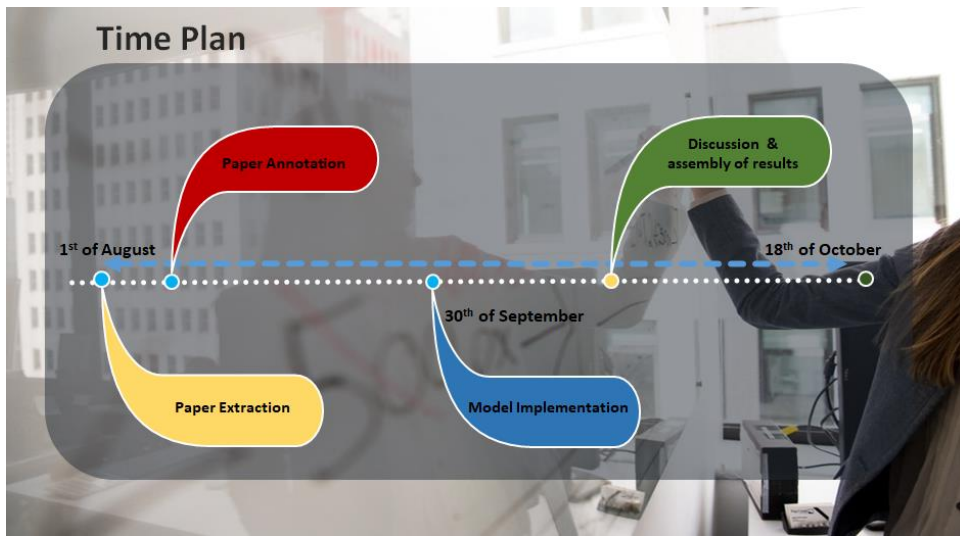 Time Plan
Paper Annotation
Discussion &
assembly of results
1st of August
18th of October
30th of September
Paper Extraction
Model Implementation